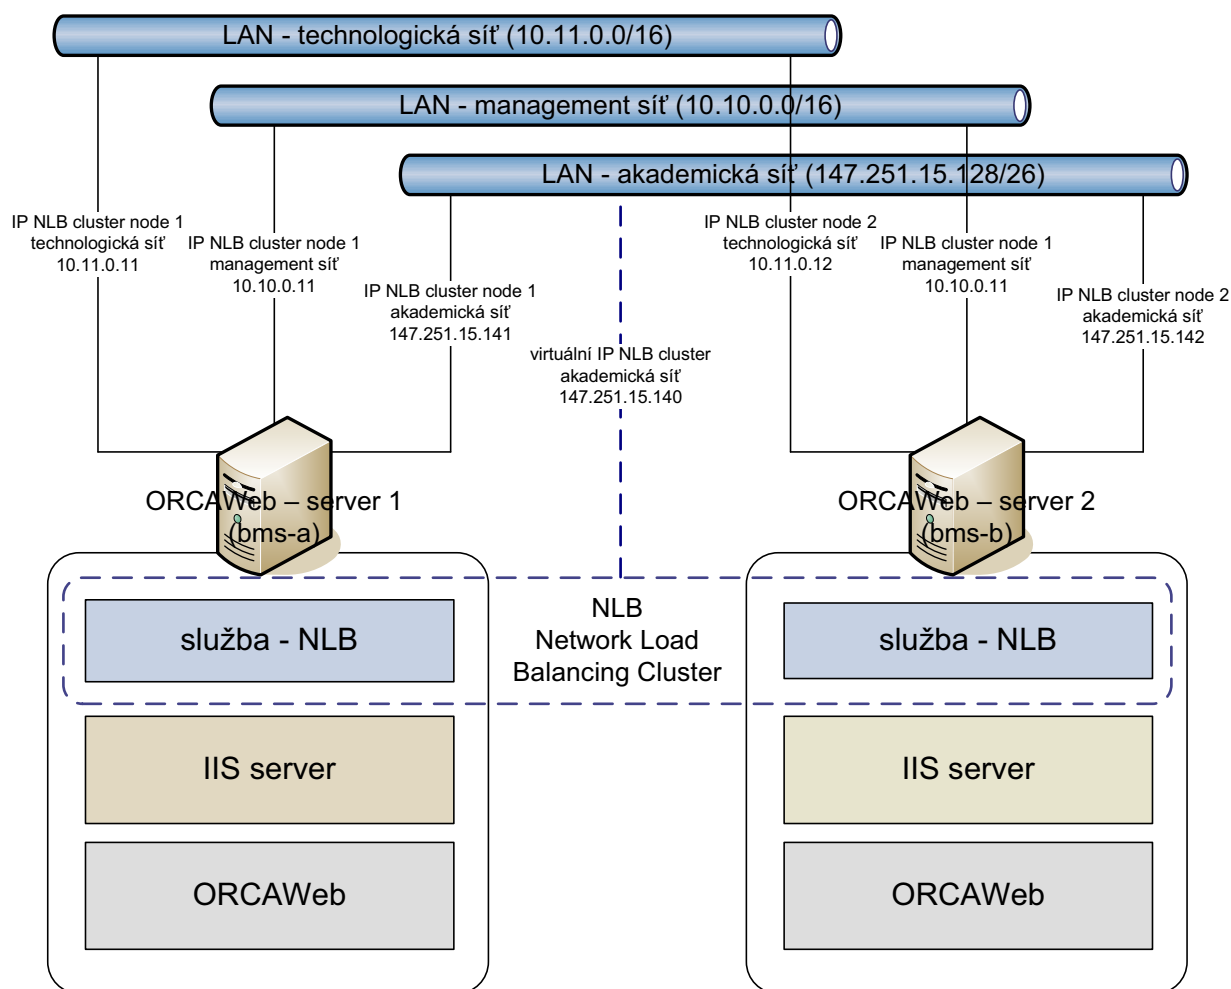 LAN - technologická síť (10.11.0.0/16)
LAN - management síť (10.10.0.0/16)
LAN - akademická síť (147.251.15.128/26)
IP NLB cluster node 1
technologická síť
10.11.0.11
IP NLB cluster node 1
management síť
10.10.0.11
IP NLB cluster node 1
akademická síť
147.251.15.141
virtuální IP NLB cluster
akademická síť
147.251.15.140
IP NLB cluster node 2
technologická síť
10.11.0.12
IP NLB cluster node 1
management síť
10.10.0.11
IP NLB cluster node 2
akademická síť
147.251.15.142
ORCAWeb – server 1
(bms-a)
ORCAWeb – server 2
(bms-b)
služba - NLB
IIS server
ORCAWeb
NLB
Network Load
Balancing Cluster
služba - NLB
IIS server
ORCAWeb